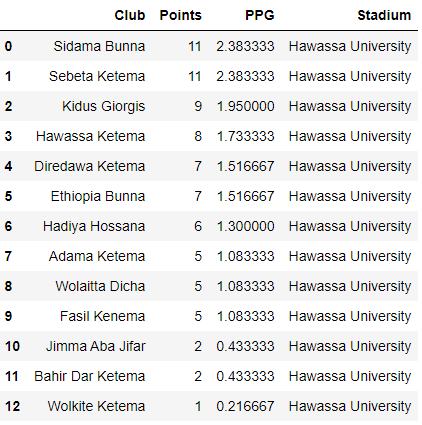 Club Points PPG Stadium
0 Sidama Bunna 11 2.383333 Hawassa University
1 Sebeta Ketema 11 2.383333 Hawassa University
2 Kidus Giorgis 9 1.950000 Hawassa University
3 Hawassa Ketema 8 1.733333 Hawassa University
4 Diredawa Ketema 7 1.516667 Hawassa University
5 Ethiopia Bunna 7 1.516667 Hawassa University
6 Hadiya Hossana 6 1.300000 Hawassa University
7 Adama Ketema 5 1.083333 Hawassa University
8 Wolaitta Dicha 5 1.083333 Hawassa University
9 Fasil Kenema 5 1.083333 Hawassa University
10 Jimma Aba Jifar 2 0.433333 Hawassa University
11 Bahir Dar Ketema 2 0.433333 Hawassa University
12 Wolkite Ketema 1 0.216667 Hawassa University